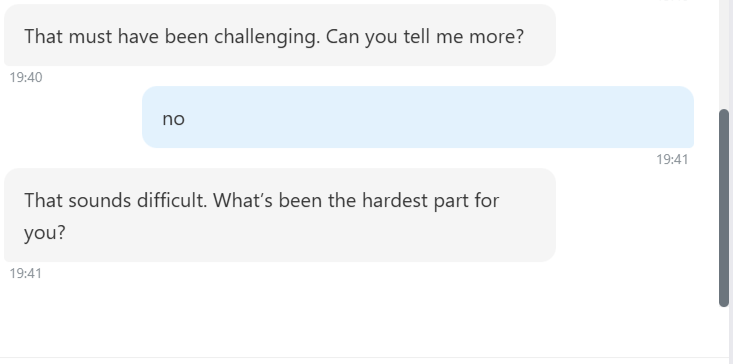 That must have been challenging. Can you tell me more?
19:40
no
19:41
That sounds difficult. What’s been the hardest part for
you?
19:41